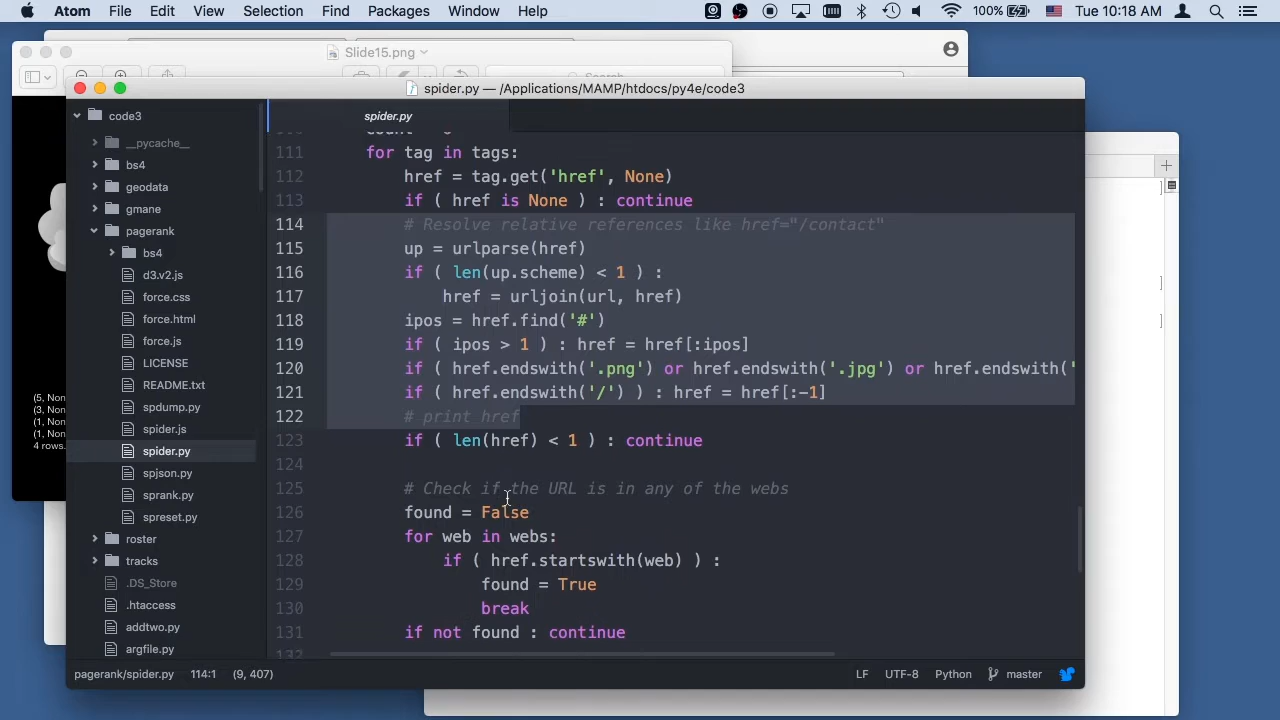 Atom File Edit View Selection Find Packages Window Help 100% Tue 10:18 AM
Slide15.png
Search
spider.py — /Applications/MAMP/htdocs/py4e/code3
code3
__pycache__
bs4
geodata
gmane
pagerank
bs4
d3.v2.js
force.css
force.html
force.js
LICENSE
README.txt
spdump.py
spider.js
spider.py
spjson.py
sprank.py
spreset.py
roster
tracks
.DS_Store
.htaccess
addtwo.py
argfile.py
(5, Non
(3, Non
(1, Non
(1, Non
4 rows.
spider.py
111 for tag in tags:
112 href = tag.get('href', None)
113 if ( href is None ) : continue
114 # Resolve relative references like href="/contact"
115 up = urlparse(href)
116 if ( len(up.scheme) < 1 ) :
117 href = urljoin(url, href)
118 ipos = href.find('#')
119 if ( ipos > 1 ) : href = href[:ipos]
120 if ( href.endswith('.png') or href.endswith('.jpg') or href.endswith('
121 if ( href.endswith('/') ) : href = href[:-1]
122 # print href
123 if ( len(href) < 1 ) : continue
124
125 # Check if the URL is in any of the webs
126 found = False
127 for web in webs:
128 if ( href.startswith(web) ) :
129 found = True
130 break
131 if not found : continue
132
pagerank/spider.py 114:1 (9, 407) LF UTF-8 Python master